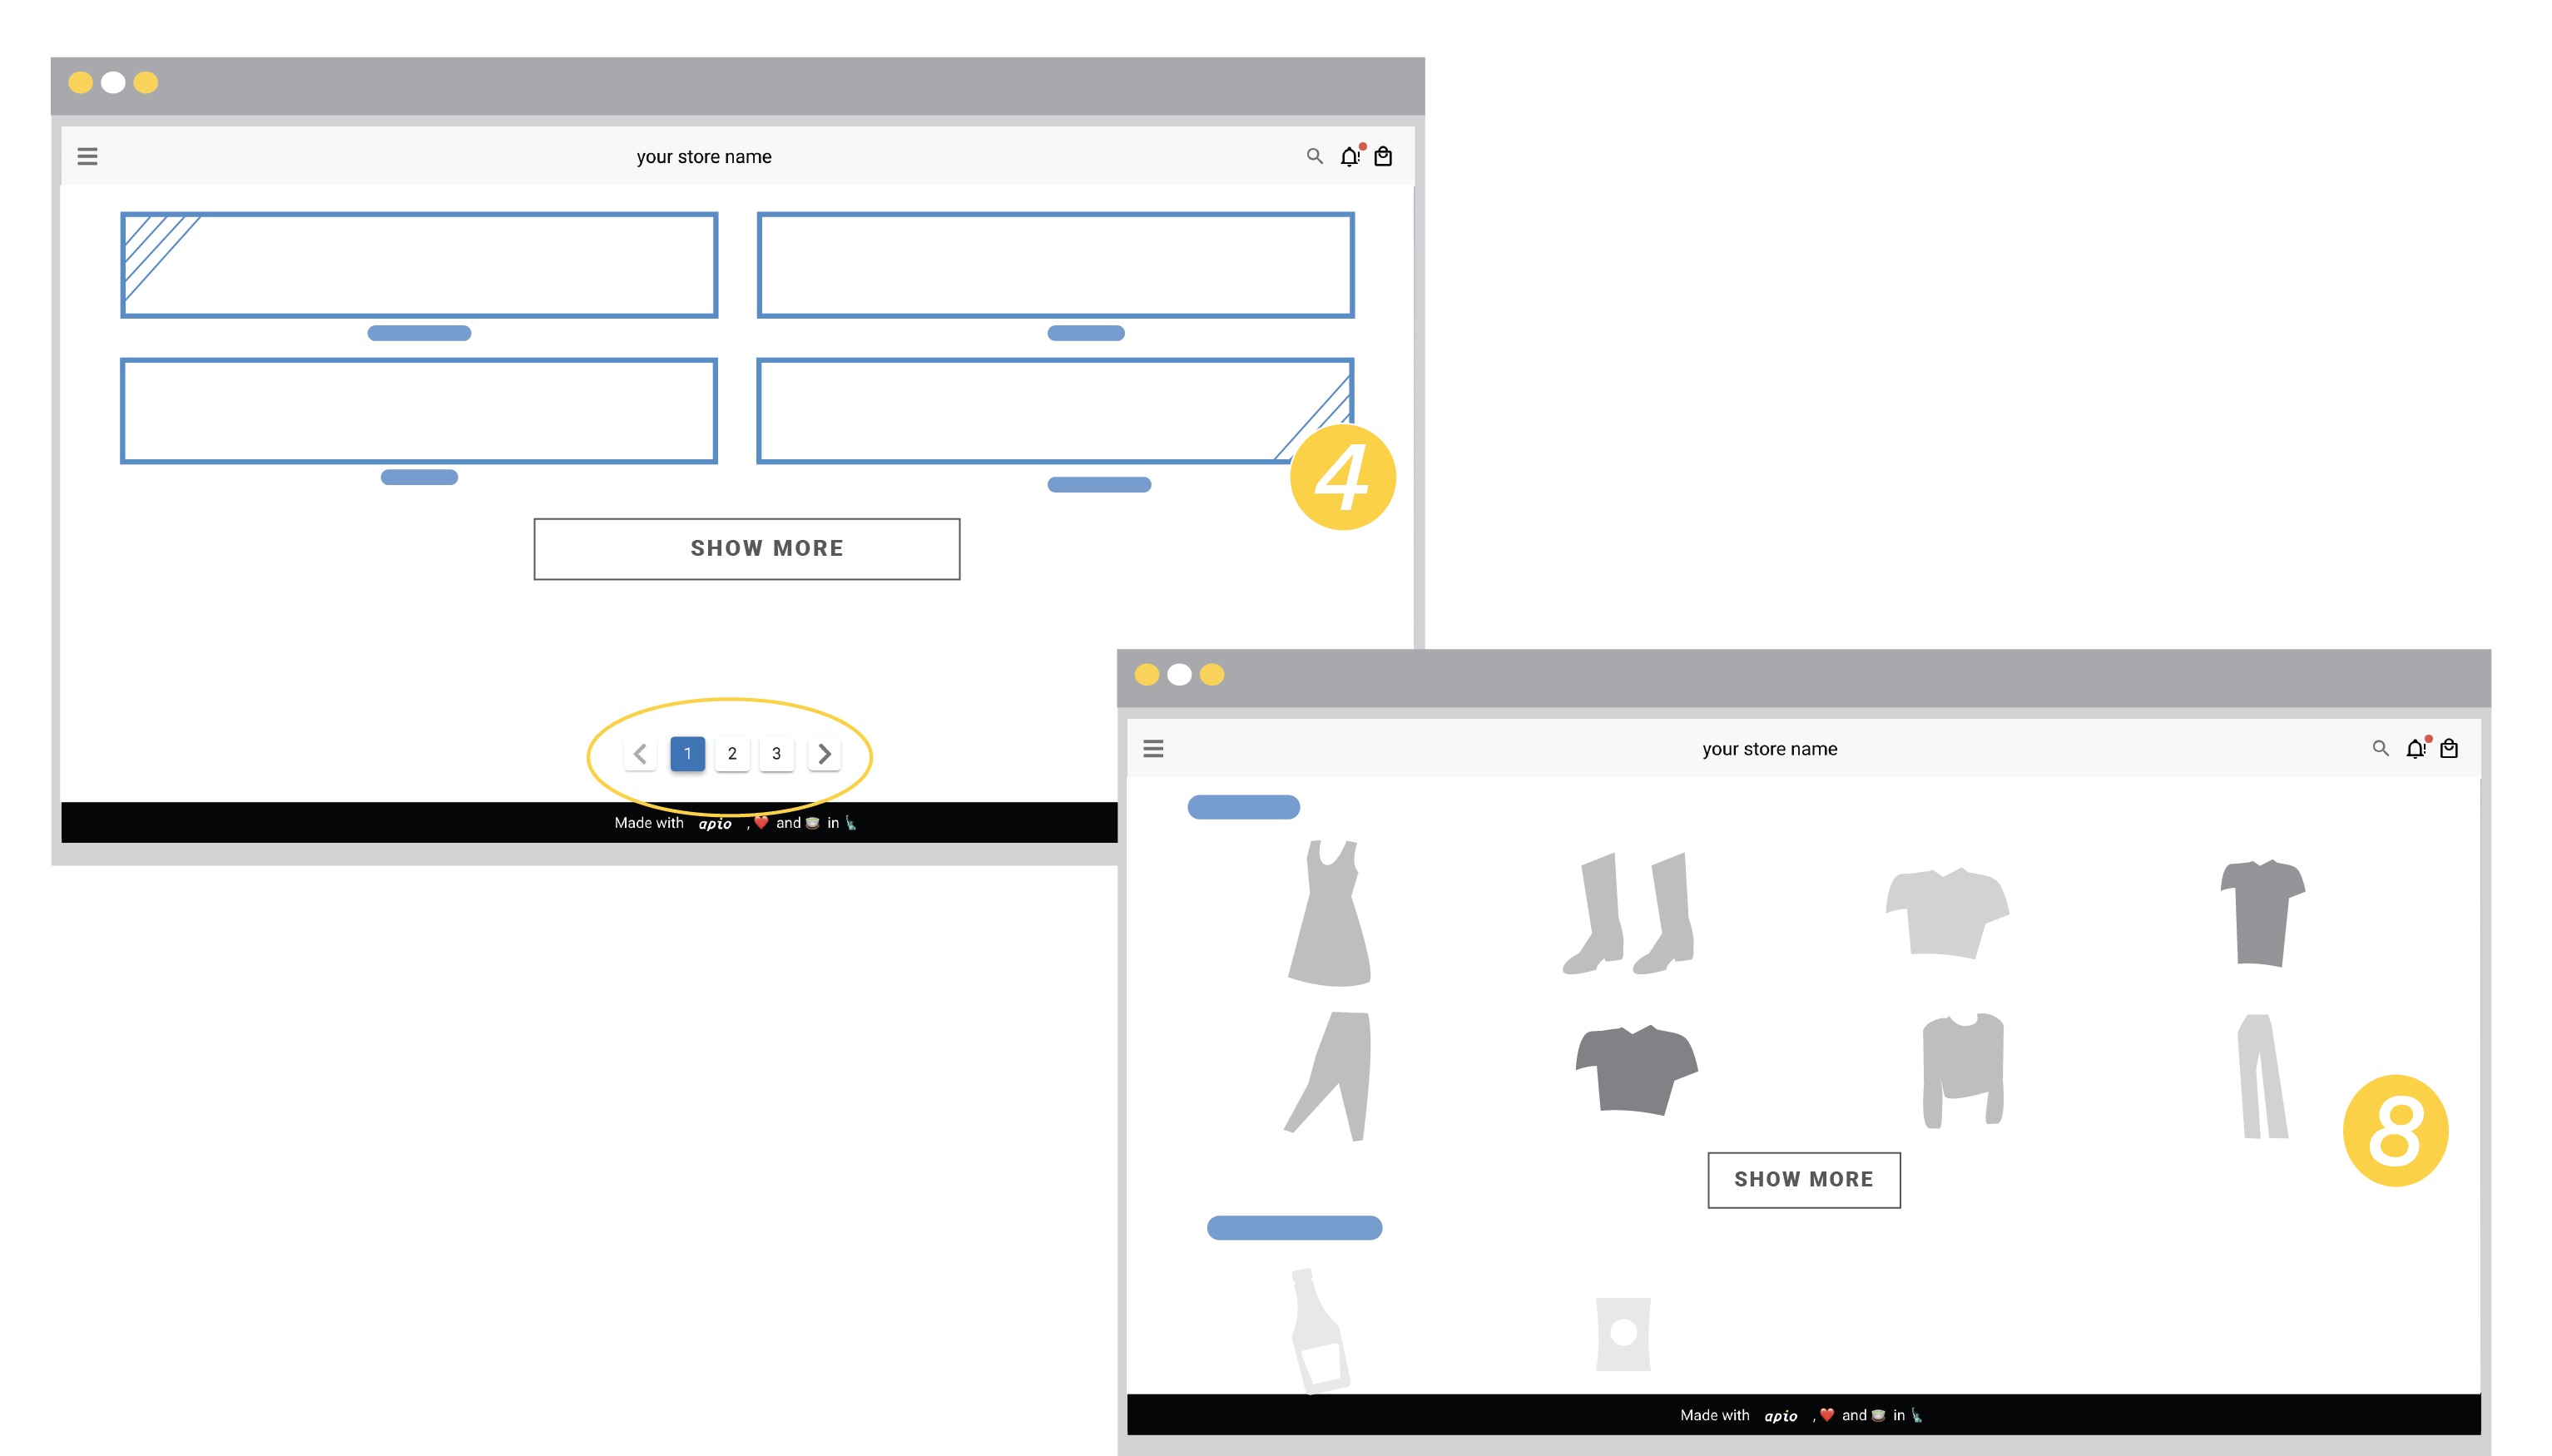 your store name
4
SHOW MORE
1 2 3
Made with apio , ❤️ and 🍵 in 🗽
your store name
8
SHOW MORE
Made with apio , ❤️ and 🍵 in 🗽